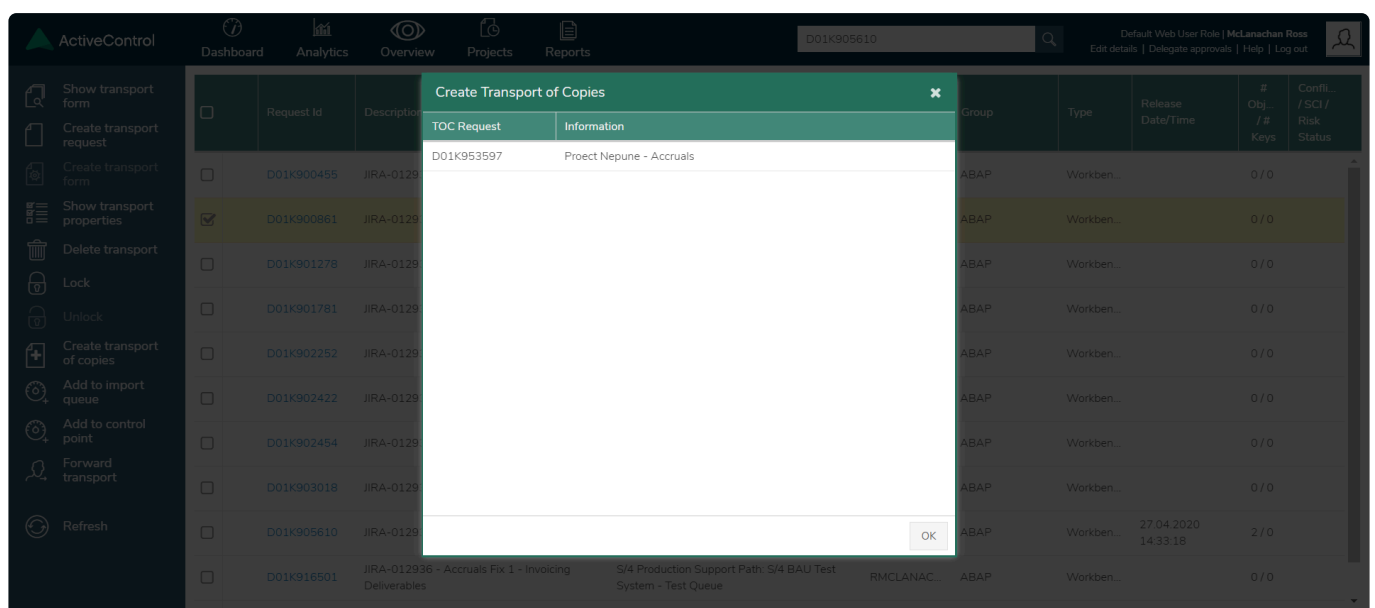 ActiveControl
Dashboard
Analytics
Overview
Projects
Reports
D01K905610
Default Web User Role | McLanachan Ross
Edit details | Delegate approvals | Help | Log out
Show transport
form
Create transport
request
Create transport
form
Show transport
properties
Delete transport
Lock
Unlock
Create transport
of copies
Add to import
queue
Add to control
point
Forward
transport
Refresh
Request Id
Description
Group
Type
Release
Date/Time
#
Obj...
/ #
Keys
Confli...
/ SCI /
Risk
Status
Create Transport of Copies
TOC Request
Information
D01K953597
Proect Nepune - Accruals
OK
D01K900455 JIRA-0129 ABAP Workben... 0 / 0
D01K900861 JIRA-0129 ABAP Workben... 0 / 0
D01K901278 JIRA-0129 ABAP Workben... 0 / 0
D01K901781 JIRA-0129 ABAP Workben... 0 / 0
D01K902252 JIRA-0129 ABAP Workben... 0 / 0
D01K902422 JIRA-0129 ABAP Workben... 0 / 0
D01K902454 JIRA-0129 ABAP Workben... 0 / 0
D01K903018 JIRA-0129 ABAP Workben... 0 / 0
D01K905610 JIRA-0129 ABAP Workben... 27.04.2020 2 / 0
14:33:18
D01K916501 JIRA-012936 - Accruals Fix 1 - Invoicing S/4 Production Support Path: S/4 BAU Test RMCLANAC... ABAP Workben... 0 / 0
Deliverables System - Test Queue